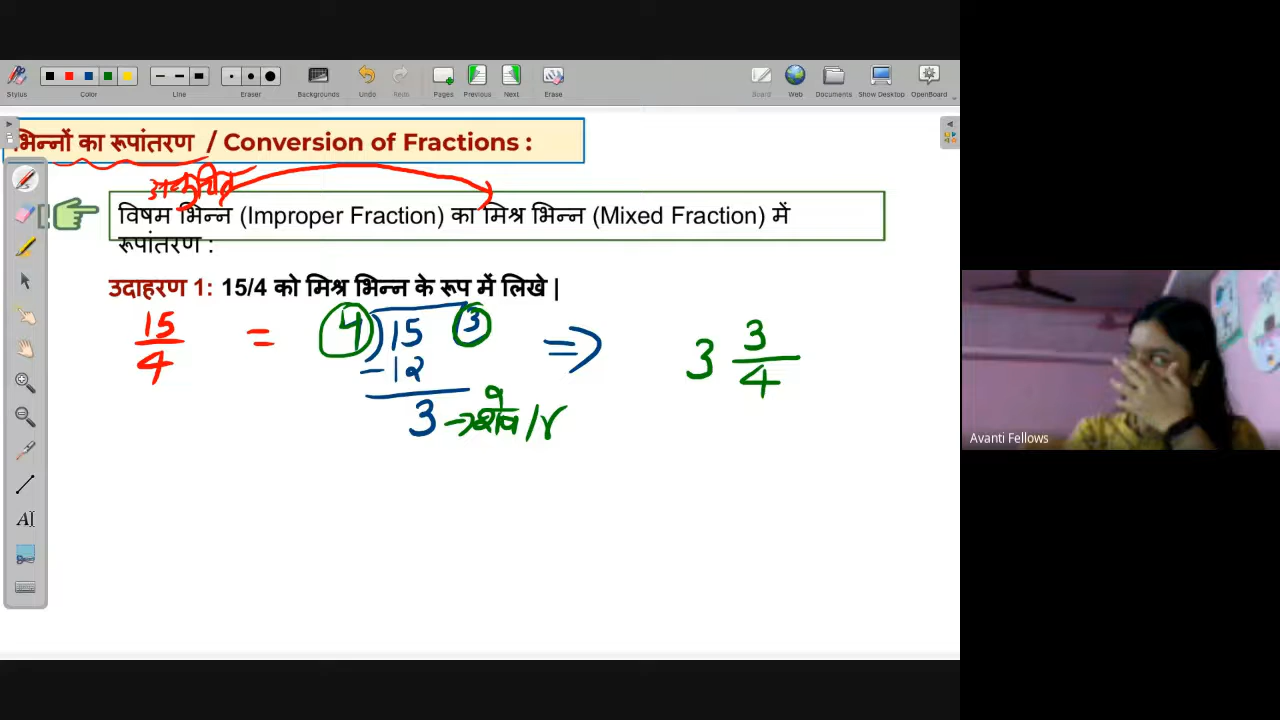 Stylus Color Line Eraser Backgrounds Undo Redo Pages Previous Next Erase Board Web Documents Show Desktop OpenBoard
भिन्नों का रूपांतरण / Conversion of Fractions :
विषम भिन्न (Improper Fraction) का मिश्र भिन्न (Mixed Fraction) में
रूपांतरण :
उदाहरण 1: 15/4 को मिश्र भिन्न के रूप में लिखे |
15/4 = 4)15(3 ⇒ 3 3/4
-12
3 → शेष / r
Avanti Fellows